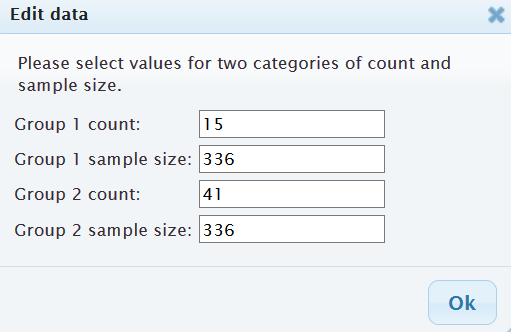 Edit data
Please select values for two categories of count and
sample size.
Group 1 count: 15
Group 1 sample size: 336
Group 2 count: 41
Group 2 sample size: 336
Ok